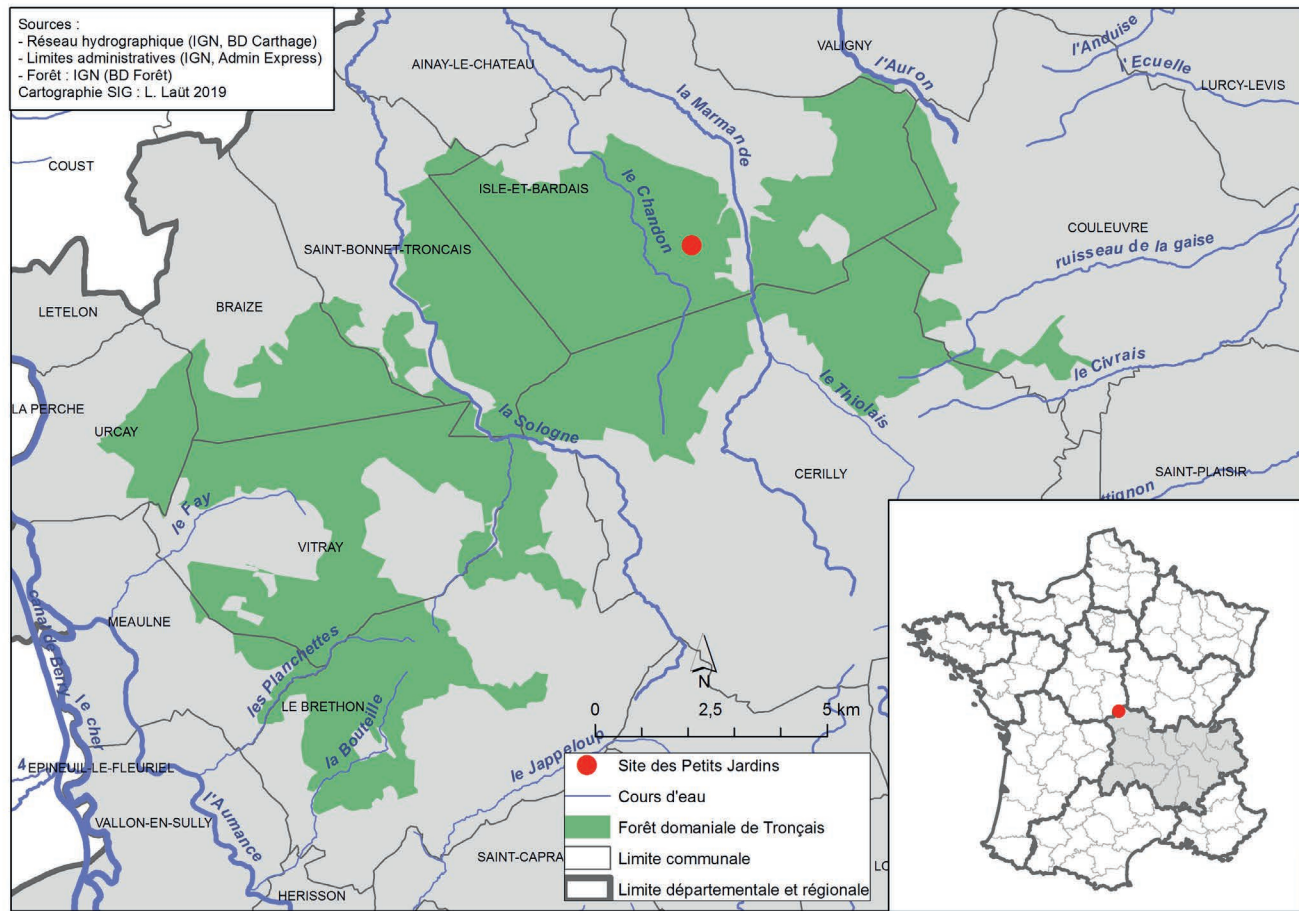 Sources :
- Réseau hydrographique (IGN, BD Carthage)
- Limites administratives (IGN, Admin Express)
- Forêt : IGN (BD Forêt)
Cartographie SIG : L. Laüt 2019
AINAY-LE-CHATEAU
VALIGNY
l'Anduise
l'Auron
l'Ecuelle
LURCY-LEVIS
la Marmande
COUST
ISLE-ET-BARDAIS
le Chandon
COULEUVRE
SAINT-BONNET-TRONCAIS
ruisseau de la gaise
LETELON
BRAIZE
le Civrais
le Thiolais
LA PERCHE
URCAY
la Sologne
CERILLY
SAINT-PLAISIR
ttignon
le Fay
VITRAY
canal de Berry
MEAULNE
les Planchettes
le cher
LE BRETHON
la Bouteille
N
0 2,5 5 km
le Jappeloup
4
EPINEUIL-LE-FLEURIEL
l'Aumance
VALLON-EN-SULLY
SAINT-CAPRA
LO
HERISSON
Site des Petits Jardins
Cours d'eau
Forêt domaniale de Tronçais
Limite communale
Limite départementale et régionale